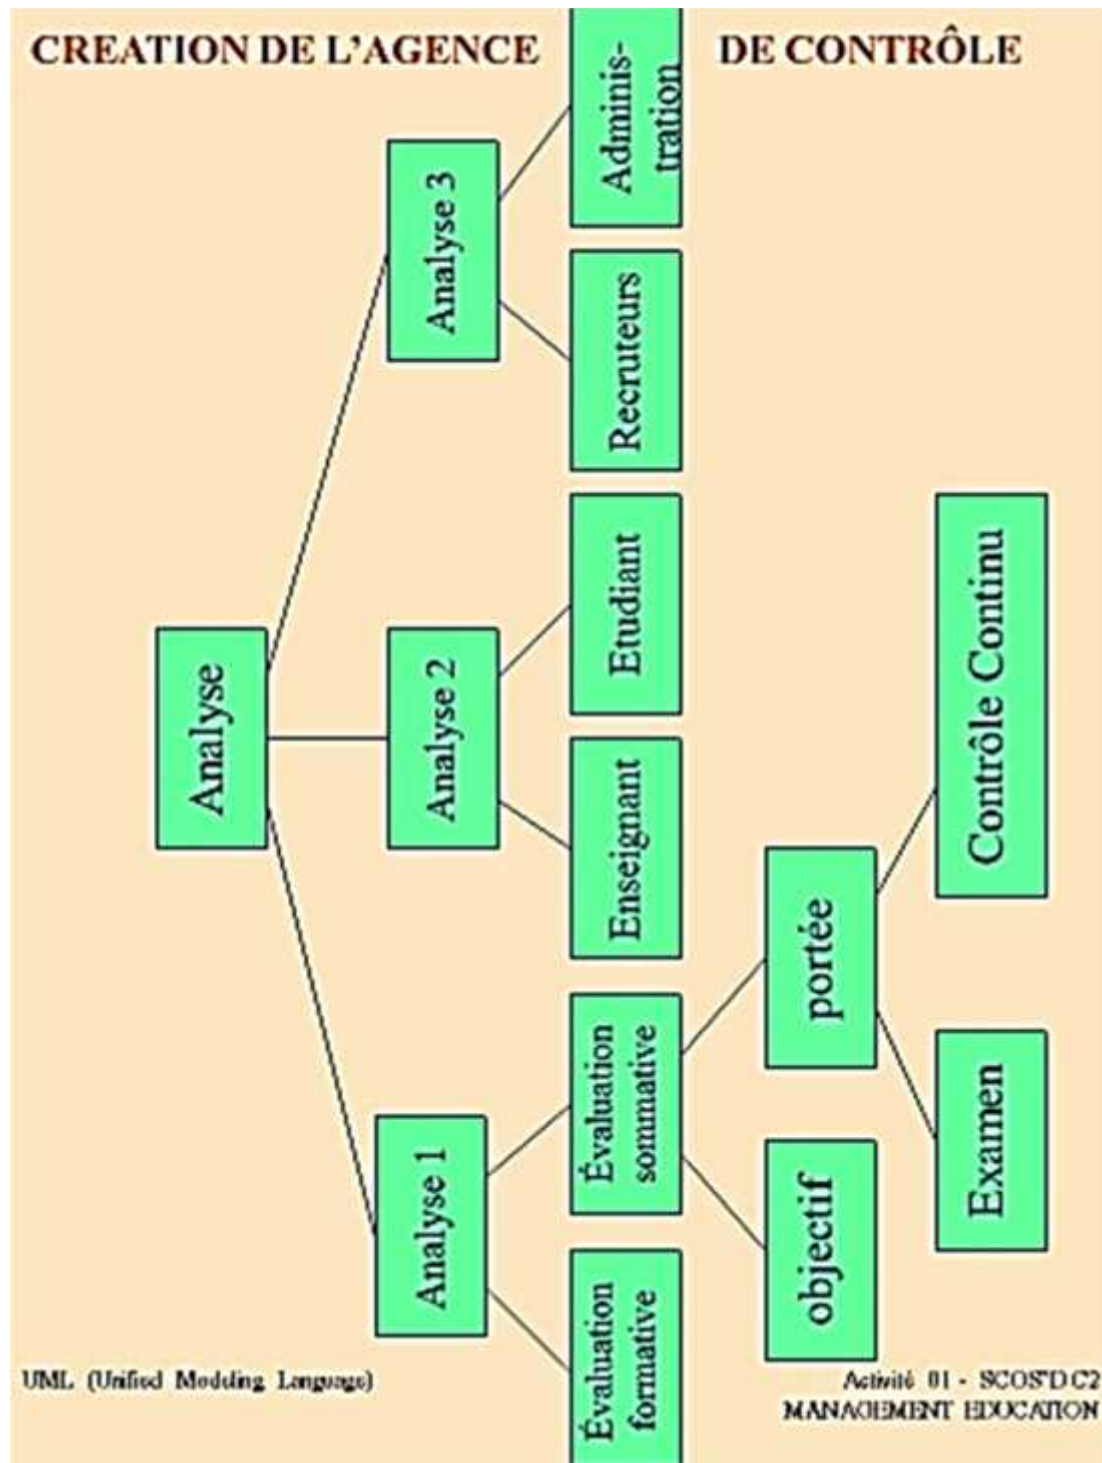 CREATION DE L'AGENCE DE CONTRÔLE
Analyse
Analyse 1
Analyse 2
Analyse 3
Évaluation
formative
Évaluation
sommative
Enseignant
Etudiant
Recruteurs
Adminis-
tration
objectif
portée
Examen
Contrôle Continu
UML (Unified Modeling Language)
Activité 01 - SCOS'D C2
MANAGEMENT EDUCATION